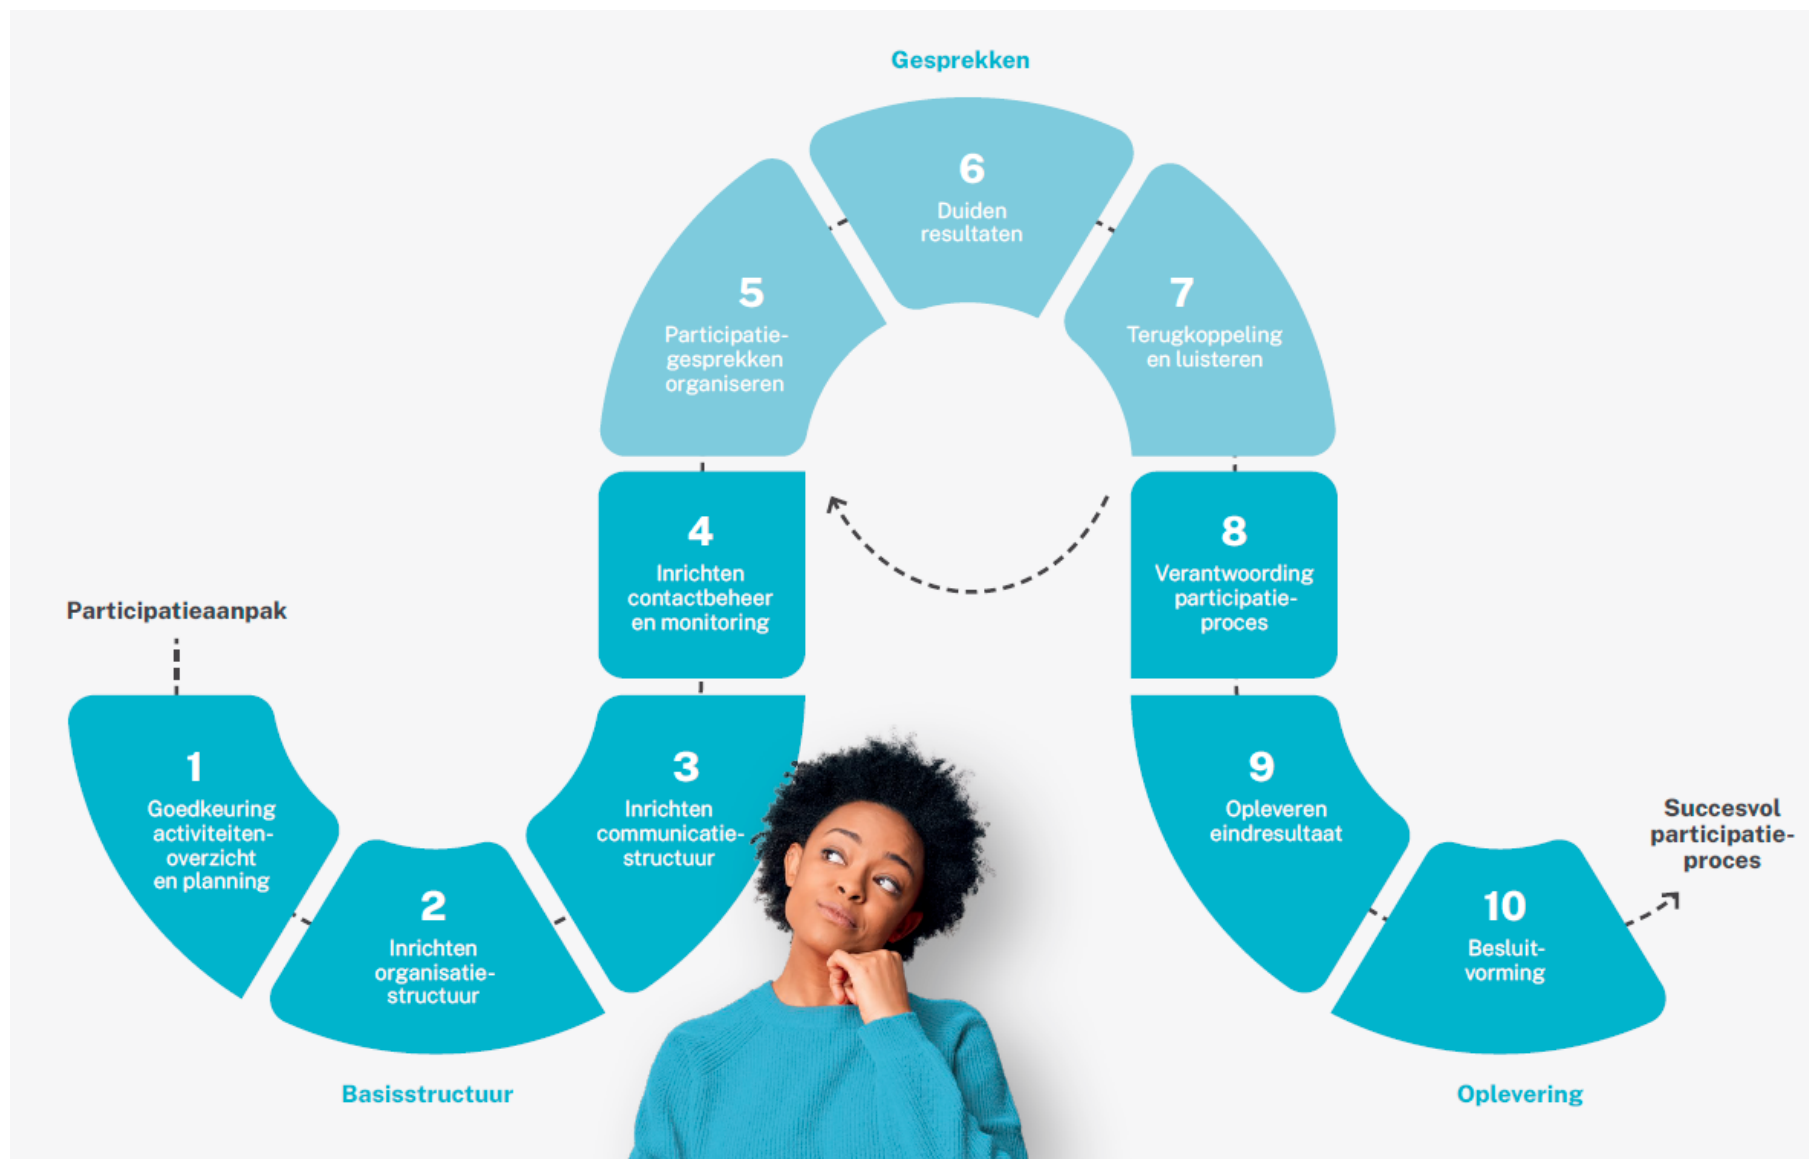 Gesprekken
Participatieaanpak
1
Goedkeuring
activiteiten-
overzicht
en planning
2
Inrichten
organisatie-
structuur
3
Inrichten
communicatie-
structuur
Basisstructuur
4
Inrichten
contactbeheer
en monitoring
5
Participatie-
gesprekken
organiseren
6
Duiden
resultaten
7
Terugkoppeling
en luisteren
8
Verantwoording
participatie-
proces
9
Opleveren
eindresultaat
10
Besluit-
vorming
Oplevering
Succesvol
participatie-
proces